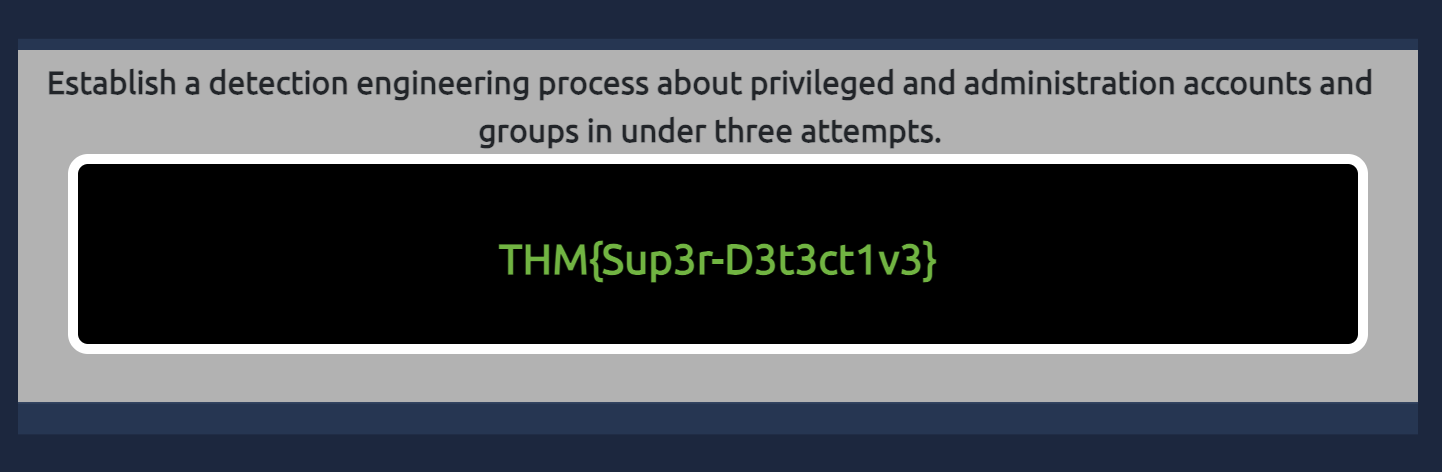 Establish a detection engineering process about privileged and administration accounts and
groups in under three attempts.
THM{Sup3r-D3t3ct1v3}